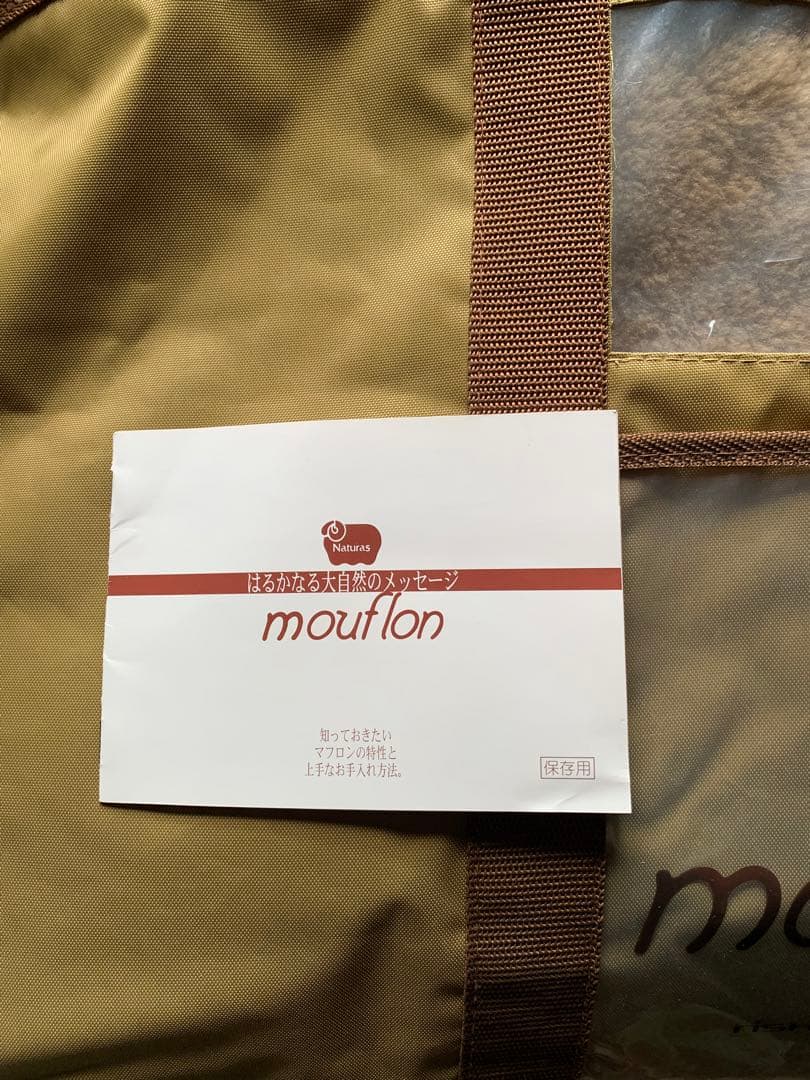 Naturas
はるかなる大自然のメッセージ
mouflon
知っておきたい
マフロンの特性と
上手なお手入れ方法。
保存用